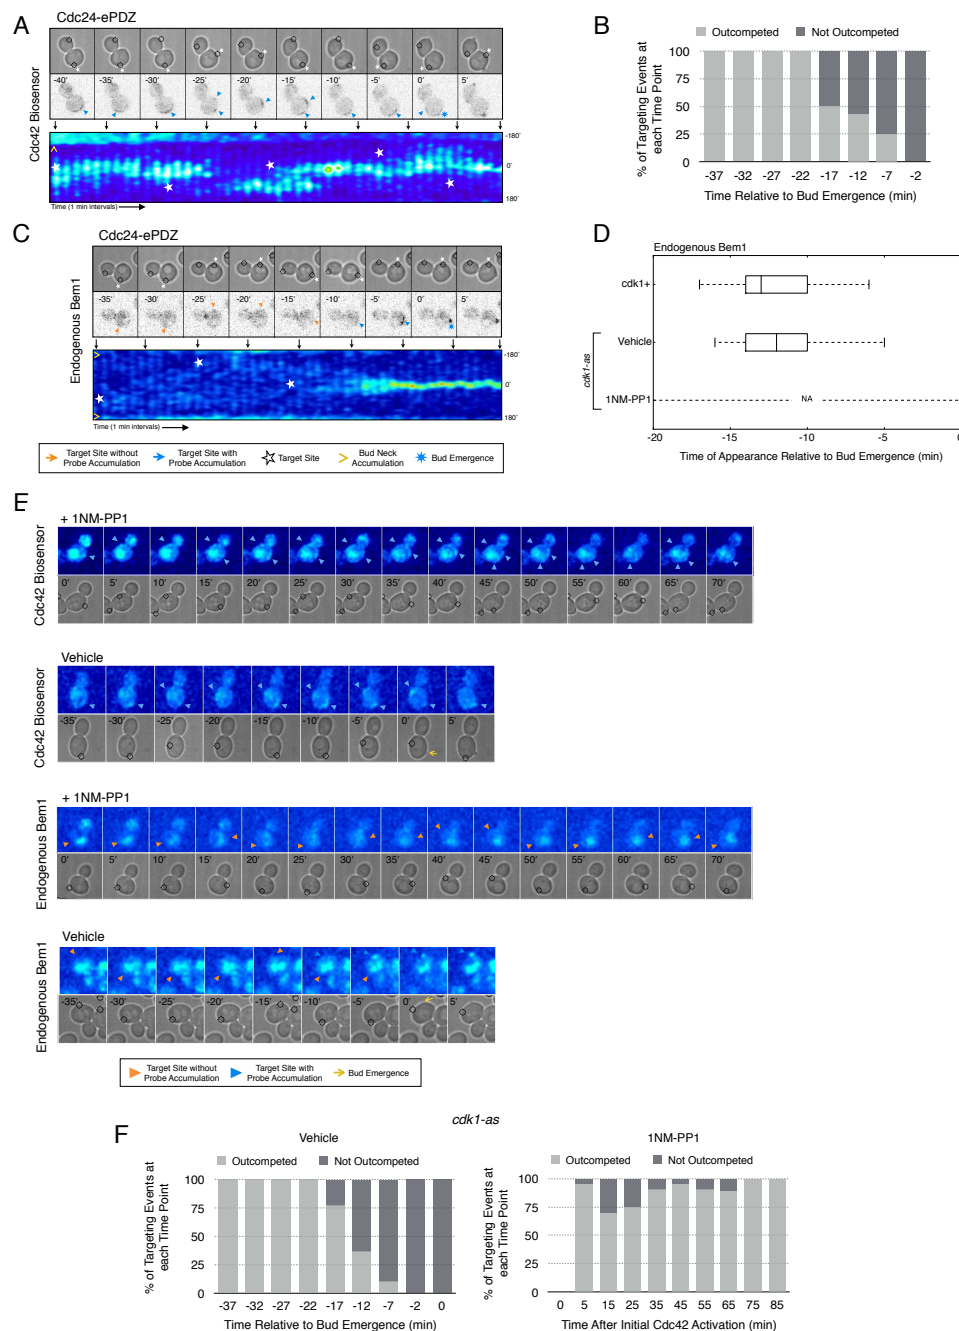 A
Cdc24-ePDZ
Cdc42 Biosensor
-40′ -35′ -30′ -25′ -20′ -15′ -10′ -5′ 0′ 5′
-180°
0°
180°
Time (1 min intervals)
B
Outcompeted Not Outcompeted
% of Targeting Events at each Time Point
100
75
50
25
0
-37 -32 -27 -22 -17 -12 -7 -2
Time Relative to Bud Emergence (min)
C
Cdc24-ePDZ
Endogenous Bem1
-35′ -30′ -25′ -20′ -15′ -10′ -5′ 0′ 5′
-180°
0°
180°
Time (1 min intervals)
D
Endogenous Bem1
cdk1+
Vehicle
cdk1-as
1NM-PP1
NA
-20 -15 -10 -5 0
Time of Appearance Relative to Bud Emergence (min)
Target Site without Probe Accumulation
Target Site with Probe Accumulation
Target Site
Bud Neck Accumulation
Bud Emergence
E
+ 1NM-PP1
Cdc42 Biosensor
0′ 5′ 10′ 15′ 20′ 25′ 30′ 35′ 40′ 45′ 50′ 55′ 60′ 65′ 70′
Vehicle
Cdc42 Biosensor
-35′ -30′ -25′ -20′ -15′ -10′ -5′ 0′ 5′
+ 1NM-PP1
Endogenous Bem1
0′ 5′ 10′ 15′ 20′ 25′ 30′ 35′ 40′ 45′ 50′ 55′ 60′ 65′ 70′
Vehicle
Endogenous Bem1
-35′ -30′ -25′ -20′ -15′ -10′ -5′ 0′ 5′
Target Site without Probe Accumulation
Target Site with Probe Accumulation
Bud Emergence
F
cdk1-as
Vehicle
Outcompeted Not Outcompeted
% of Targeting Events at each Time Point
100
75
50
25
0
-37 -32 -27 -22 -17 -12 -7 -2 0
Time Relative to Bud Emergence (min)
1NM-PP1
Outcompeted Not Outcompeted
% of Targeting Events at each Time Point
100
75
50
25
0
0 5 15 25 35 45 55 65 75 85
Time After Initial Cdc42 Activation (min)